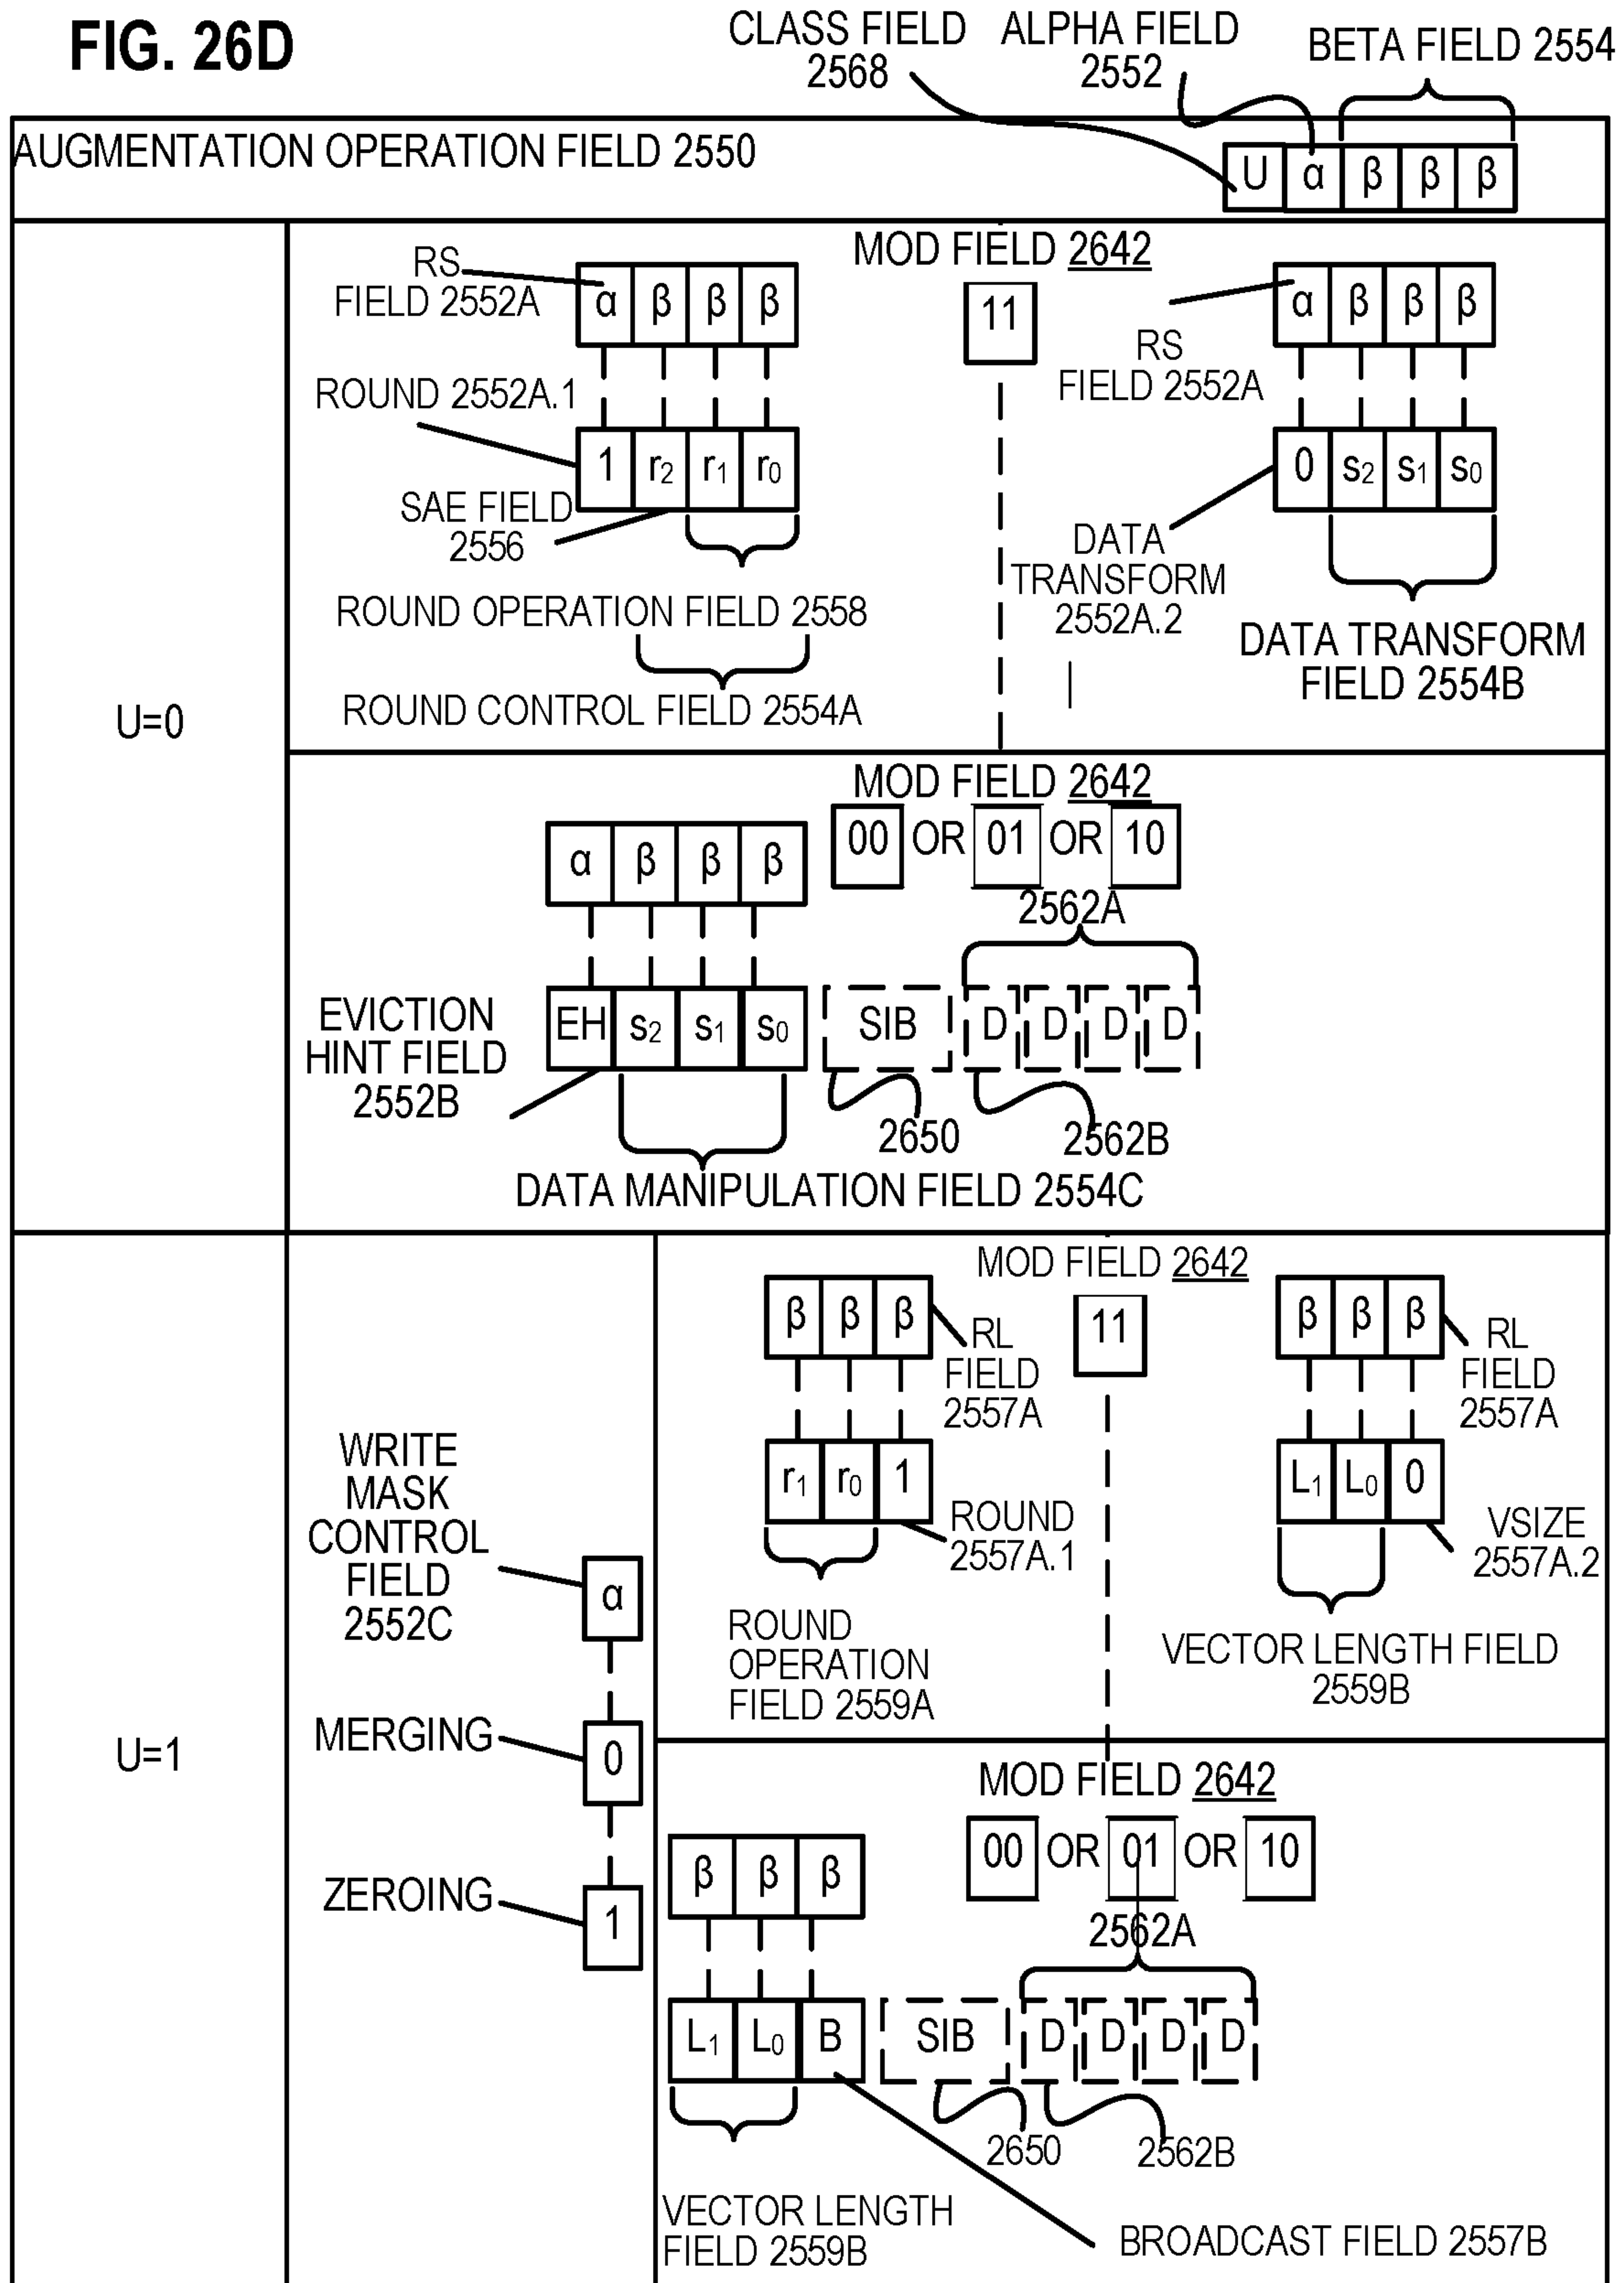 FIG. 26D
CLASS FIELD
2568
ALPHA FIELD
2552
BETA FIELD 2554
AUGMENTATION OPERATION FIELD 2550
U α β β β
U=0
MOD FIELD 2642
11
RS
FIELD 2552A
α β β β
ROUND 2552A.1
1 r2 r1 r0
SAE FIELD
2556
ROUND OPERATION FIELD 2558
ROUND CONTROL FIELD 2554A
α β β β
RS
FIELD 2552A
0 s2 s1 s0
DATA
TRANSFORM
2552A.2
DATA TRANSFORM
FIELD 2554B
MOD FIELD 2642
00 OR 01 OR 10
α β β β
2562A
EVICTION
HINT FIELD
2552B
EH s2 s1 s0 SIB D D D D
2650
2562B
DATA MANIPULATION FIELD 2554C
U=1
WRITE
MASK
CONTROL
FIELD
2552C
α
MERGING
0
ZEROING
1
MOD FIELD 2642
11
β β β
RL
FIELD
2557A
r1 r0 1
ROUND
2557A.1
ROUND
OPERATION
FIELD 2559A
β β β
RL
FIELD
2557A
L1 L0 0
VSIZE
2557A.2
VECTOR LENGTH FIELD
2559B
MOD FIELD 2642
00 OR 01 OR 10
β β β
2562A
L1 L0 B SIB D D D D
2650
2562B
VECTOR LENGTH
FIELD 2559B
BROADCAST FIELD 2557B